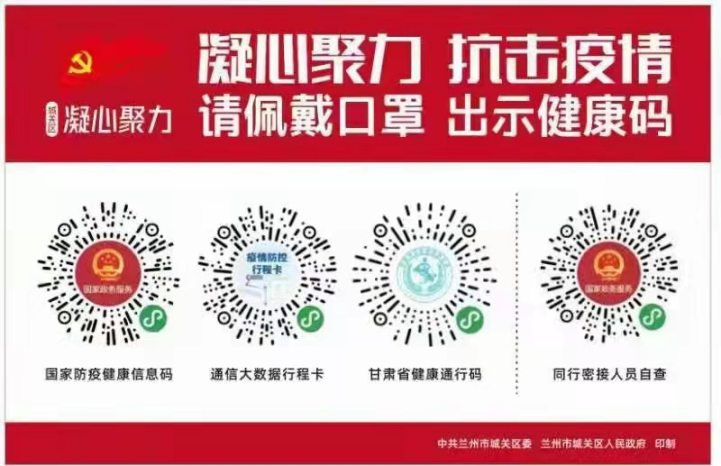 凝心聚力 抗击疫情
请佩戴口罩 出示健康码
城关区 凝心聚力
国家政务服务
疫情防控
行程卡
国家政务服务
国家防疫健康信息码
通信大数据行程卡
甘肃省健康通行码
同行密接人员自查
中共兰州市城关区委 兰州市城关区人民政府 印制